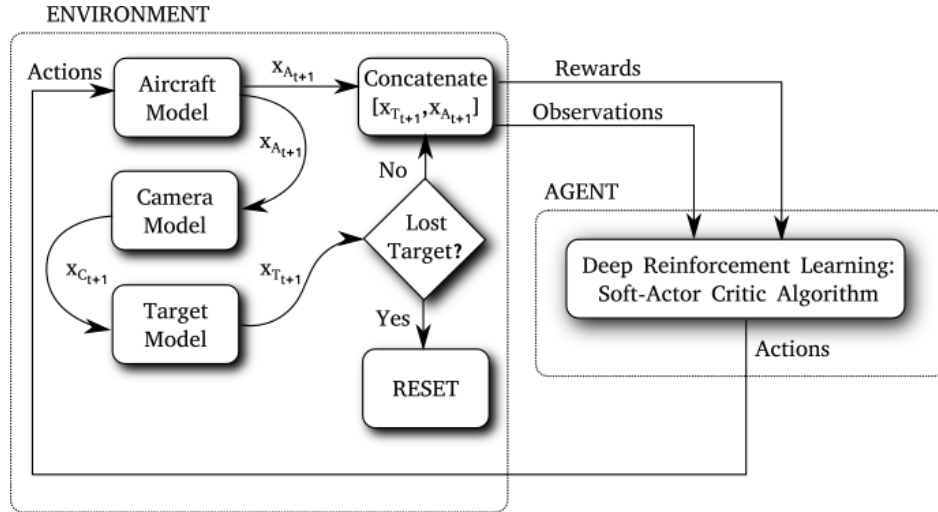 ENVIRONMENT
Actions
Aircraft
Model
x_{A_{t+1}}
Concatenate
[x_{T_{t+1}},x_{A_{t+1}}]
Rewards
Observations
x_{A_{t+1}}
Camera
Model
No
Lost
Target?
AGENT
Deep Reinforcement Learning:
Soft-Actor Critic Algorithm
x_{C_{t+1}}
x_{T_{t+1}}
Target
Model
Yes
RESET
Actions